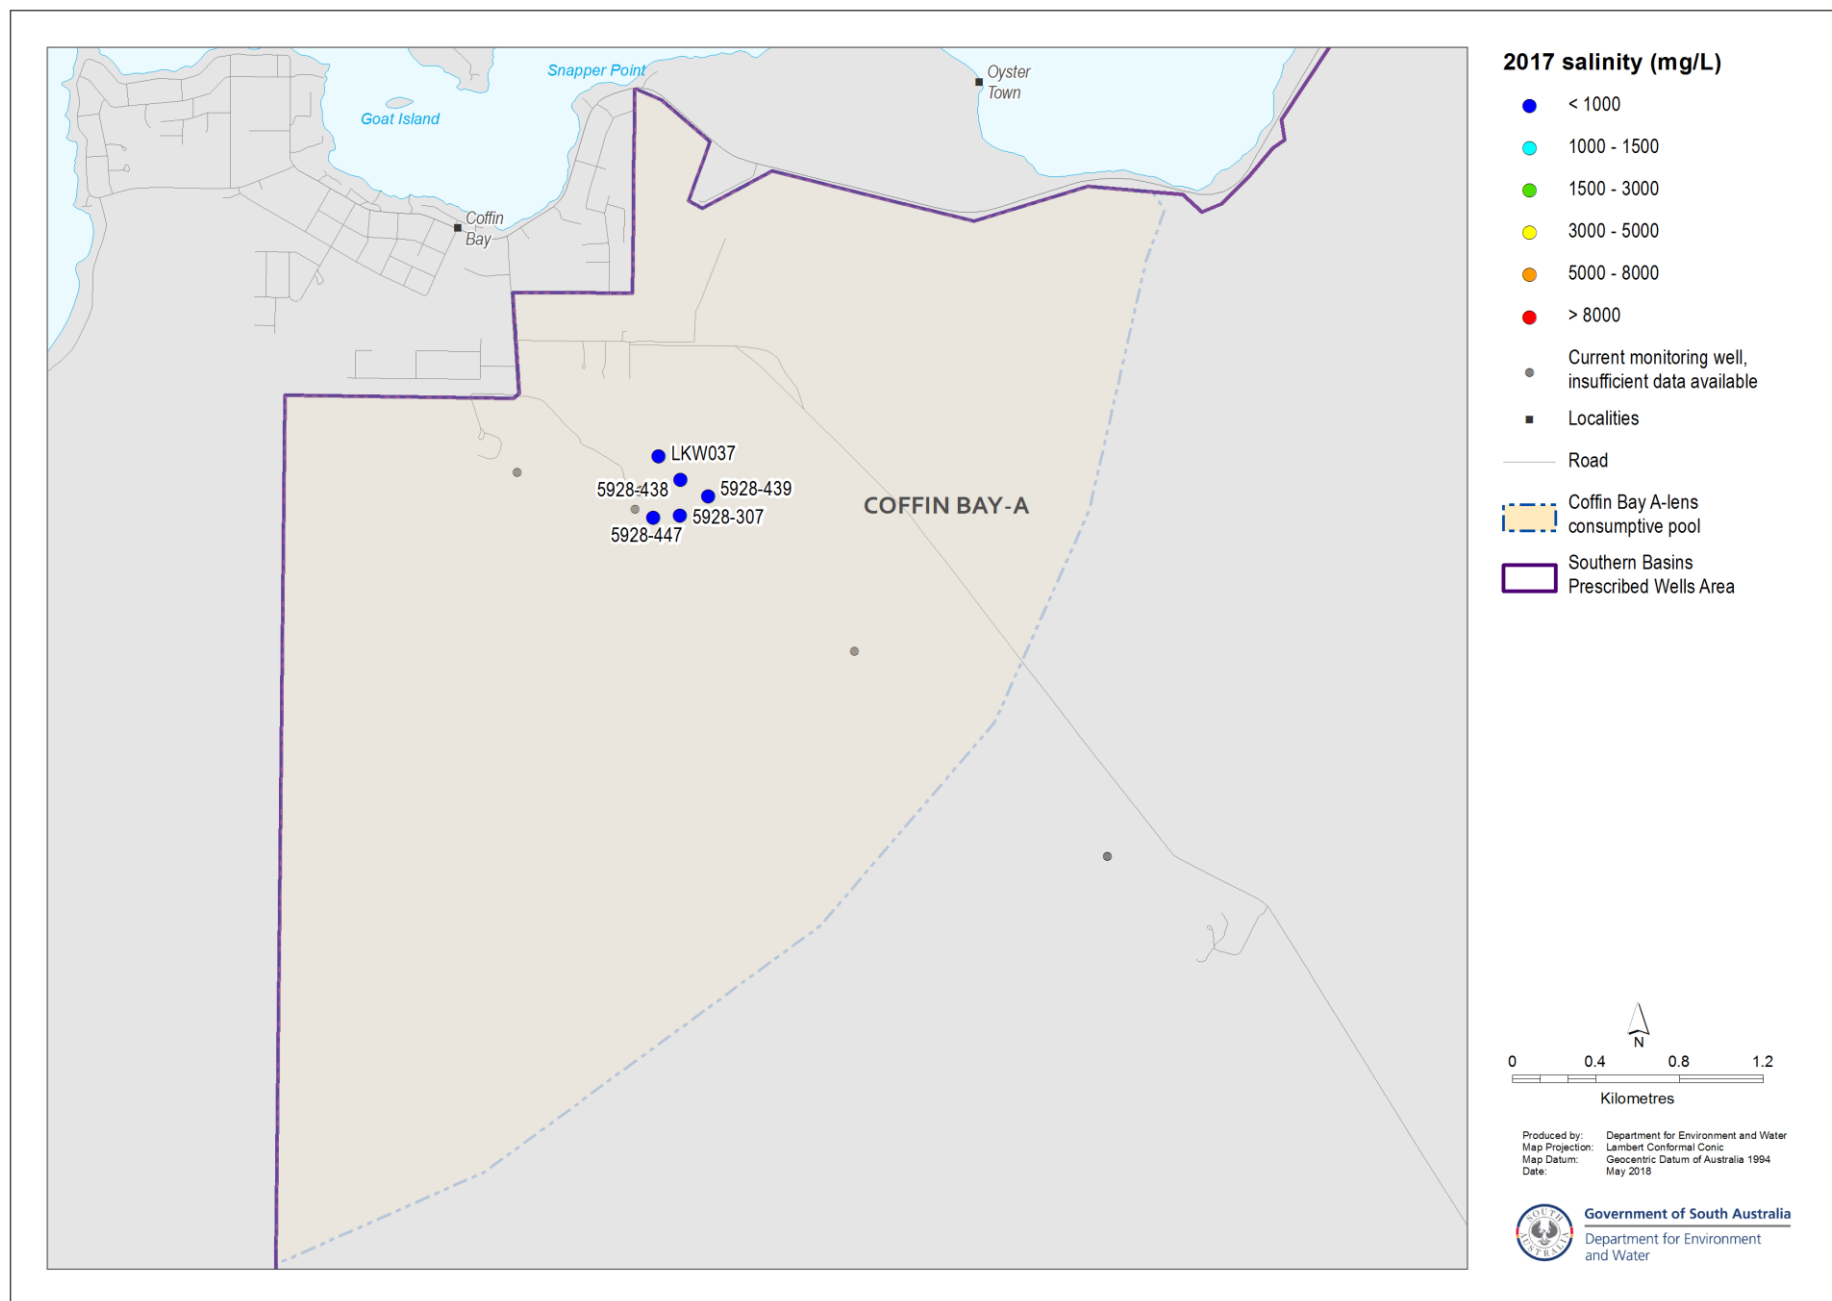 Snapper Point
Goat Island
Oyster
Town
Coffin
Bay
LKW037
5928-438
5928-439
5928-307
5928-447
COFFIN BAY-A
2017 salinity (mg/L)
< 1000
1000 - 1500
1500 - 3000
3000 - 5000
5000 - 8000
> 8000
Current monitoring well,
insufficient data available
Localities
Road
Coffin Bay A-lens
consumptive pool
Southern Basins
Prescribed Wells Area
N
0 0.4 0.8 1.2
Kilometres
Produced by: Department for Environment and Water
Map Projection: Lambert Conformal Conic
Map Datum: Geocentric Datum of Australia 1994
Date: May 2018
SOUTH
AUSTRALIA
Government of South Australia
Department for Environment
and Water